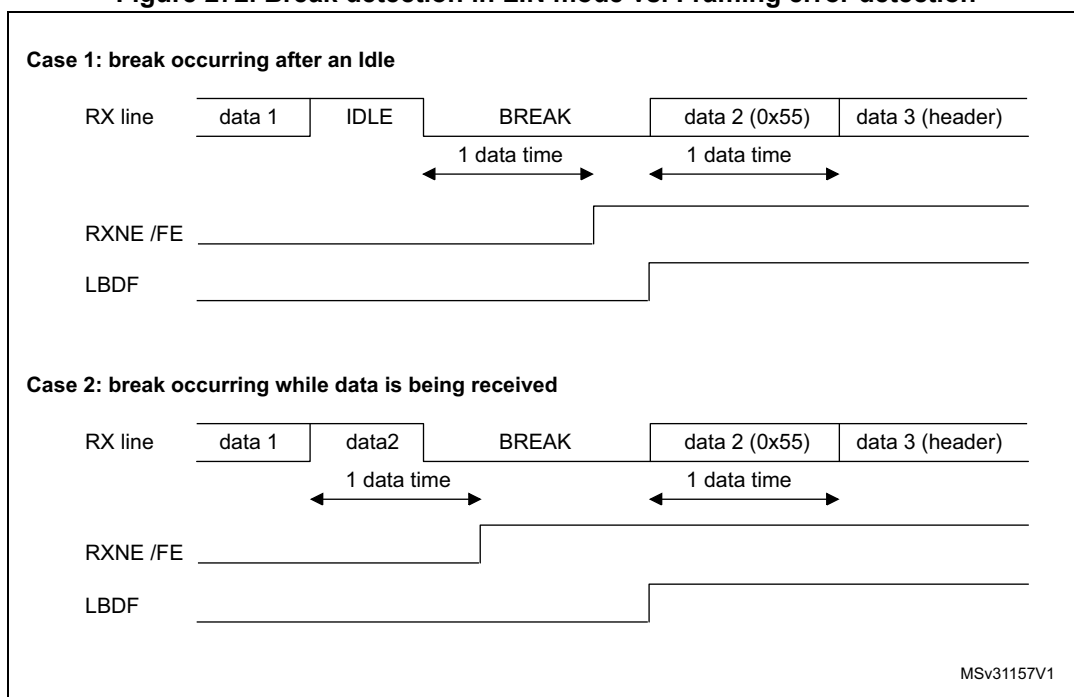 Figure 272. Break detection in LIN mode vs. Framing error detection
Case 1: break occurring after an Idle
RX line data 1 IDLE BREAK data 2 (0x55) data 3 (header)
1 data time 1 data time
RXNE /FE
LBDF
Case 2: break occurring while data is being received
RX line data 1 data2 BREAK data 2 (0x55) data 3 (header)
1 data time 1 data time
RXNE /FE
LBDF
MSv31157V1